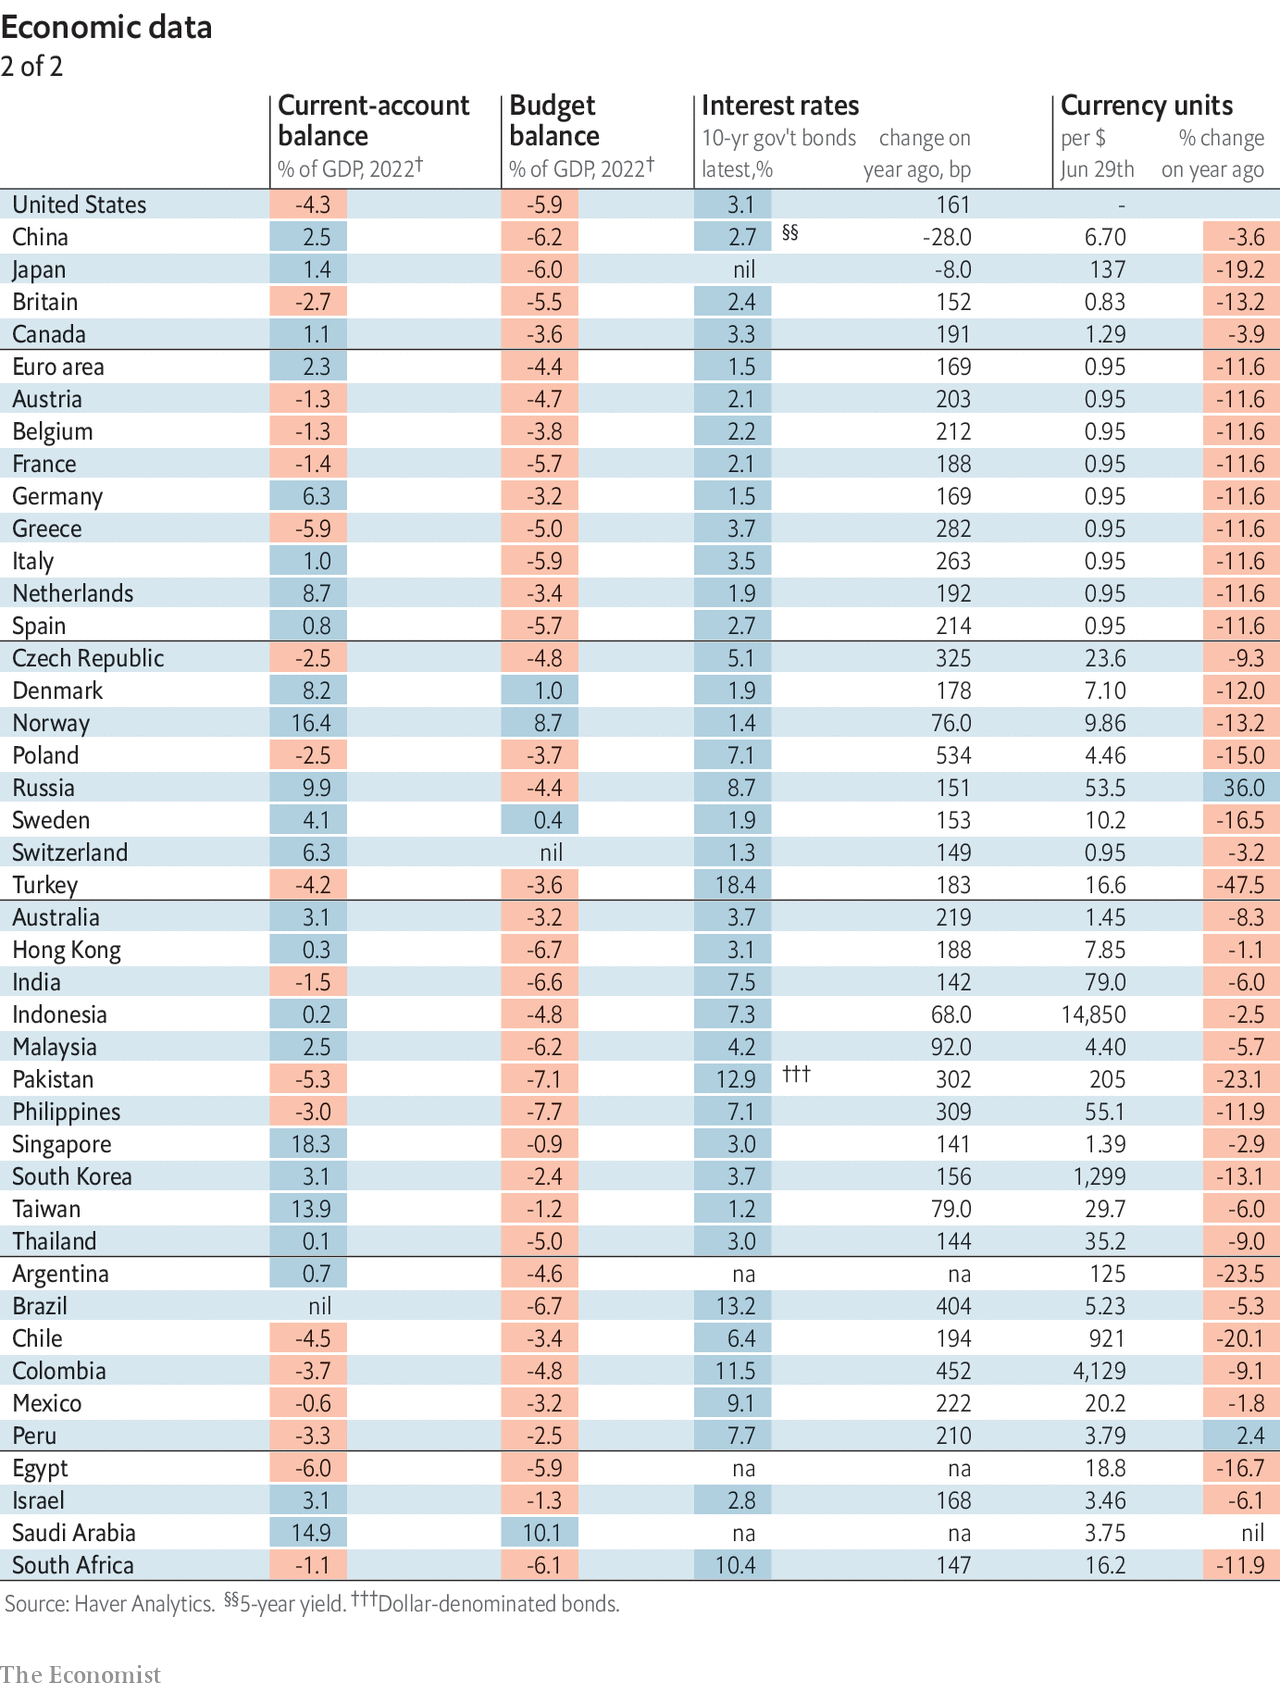 Economic data
2 of 2
Current-account balance % of GDP, 2022† Budget balance % of GDP, 2022† Interest rates 10-yr gov't bonds latest,% change on year ago, bp Currency units per $ Jun 29th % change on year ago
United States -4.3 -5.9 3.1 161 -
China 2.5 -6.2 2.7 §§ -28.0 6.70 -3.6
Japan 1.4 -6.0 nil -8.0 137 -19.2
Britain -2.7 -5.5 2.4 152 0.83 -13.2
Canada 1.1 -3.6 3.3 191 1.29 -3.9
Euro area 2.3 -4.4 1.5 169 0.95 -11.6
Austria -1.3 -4.7 2.1 203 0.95 -11.6
Belgium -1.3 -3.8 2.2 212 0.95 -11.6
France -1.4 -5.7 2.1 188 0.95 -11.6
Germany 6.3 -3.2 1.5 169 0.95 -11.6
Greece -5.9 -5.0 3.7 282 0.95 -11.6
Italy 1.0 -5.9 3.5 263 0.95 -11.6
Netherlands 8.7 -3.4 1.9 192 0.95 -11.6
Spain 0.8 -5.7 2.7 214 0.95 -11.6
Czech Republic -2.5 -4.8 5.1 325 23.6 -9.3
Denmark 8.2 1.0 1.9 178 7.10 -12.0
Norway 16.4 8.7 1.4 76.0 9.86 -13.2
Poland -2.5 -3.7 7.1 534 4.46 -15.0
Russia 9.9 -4.4 8.7 151 53.5 36.0
Sweden 4.1 0.4 1.9 153 10.2 -16.5
Switzerland 6.3 nil 1.3 149 0.95 -3.2
Turkey -4.2 -3.6 18.4 183 16.6 -47.5
Australia 3.1 -3.2 3.7 219 1.45 -8.3
Hong Kong 0.3 -6.7 3.1 188 7.85 -1.1
India -1.5 -6.6 7.5 142 79.0 -6.0
Indonesia 0.2 -4.8 7.3 68.0 14,850 -2.5
Malaysia 2.5 -6.2 4.2 92.0 4.40 -5.7
Pakistan -5.3 -7.1 12.9 ††† 302 205 -23.1
Philippines -3.0 -7.7 7.1 309 55.1 -11.9
Singapore 18.3 -0.9 3.0 141 1.39 -2.9
South Korea 3.1 -2.4 3.7 156 1,299 -13.1
Taiwan 13.9 -1.2 1.2 79.0 29.7 -6.0
Thailand 0.1 -5.0 3.0 144 35.2 -9.0
Argentina 0.7 -4.6 na na 125 -23.5
Brazil nil -6.7 13.2 404 5.23 -5.3
Chile -4.5 -3.4 6.4 194 921 -20.1
Colombia -3.7 -4.8 11.5 452 4,129 -9.1
Mexico -0.6 -3.2 9.1 222 20.2 -1.8
Peru -3.3 -2.5 7.7 210 3.79 2.4
Egypt -6.0 -5.9 na na 18.8 -16.7
Israel 3.1 -1.3 2.8 168 3.46 -6.1
Saudi Arabia 14.9 10.1 na na 3.75 nil
South Africa -1.1 -6.1 10.4 147 16.2 -11.9
Source: Haver Analytics. §§5-year yield. †††Dollar-denominated bonds.
The Economist